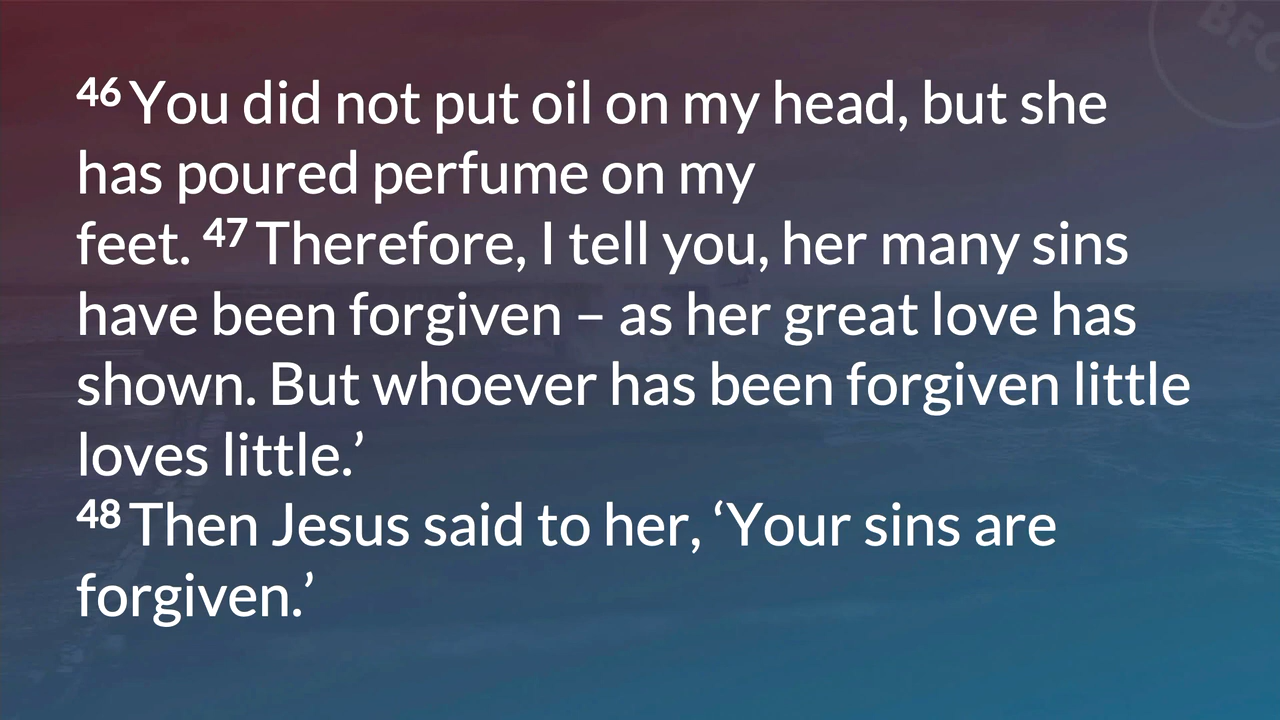 BFC
46 You did not put oil on my head, but she
has poured perfume on my
feet. 47 Therefore, I tell you, her many sins
have been forgiven – as her great love has
shown. But whoever has been forgiven little
loves little.’
48 Then Jesus said to her, ‘Your sins are
forgiven.’